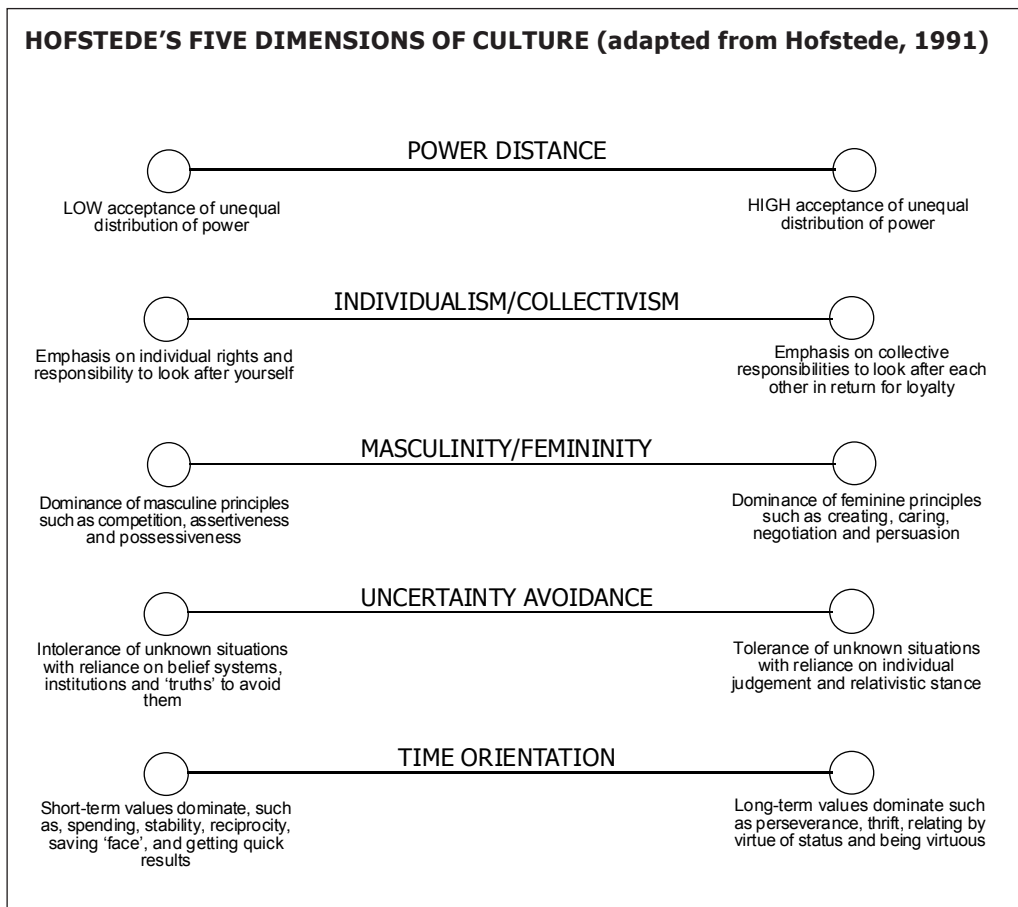 HOFSTEDE'S FIVE DIMENSIONS OF CULTURE (adapted from Hofstede, 1991)
POWER DISTANCE
LOW acceptance of unequal
distribution of power
HIGH acceptance of unequal
distribution of power
INDIVIDUALISM/COLLECTIVISM
Emphasis on individual rights and
responsibility to look after yourself
Emphasis on collective
responsibilities to look after each
other in return for loyalty
MASCULINITY/FEMININITY
Dominance of masculine principles
such as competition, assertiveness
and possessiveness
Dominance of feminine principles
such as creating, caring,
negotiation and persuasion
UNCERTAINTY AVOIDANCE
Intolerance of unknown situations
with reliance on belief systems,
institutions and ‘truths’ to avoid
them
Tolerance of unknown situations
with reliance on individual
judgement and relativistic stance
TIME ORIENTATION
Short-term values dominate, such
as, spending, stability, reciprocity,
saving ‘face’, and getting quick
results
Long-term values dominate such
as perseverance, thrift, relating by
virtue of status and being virtuous